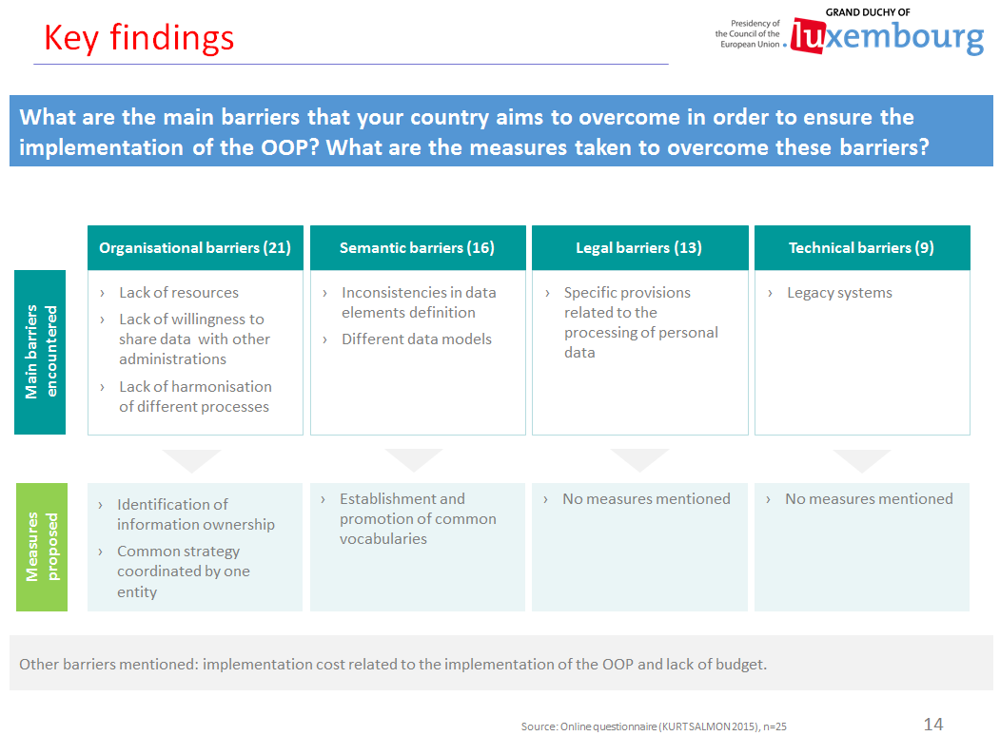 Key findings
GRAND DUCHY OF
Presidency of
the Council of the
European Union
.luxembourg
What are the main barriers that your country aims to overcome in order to ensure the
implementation of the OOP? What are the measures taken to overcome these barriers?
Organisational barriers (21)
Semantic barriers (16)
Legal barriers (13)
Technical barriers (9)
Main barriers
encountered
› Lack of resources
› Lack of willingness to
share data with other
administrations
› Lack of harmonisation
of different processes
› Inconsistencies in data
elements definition
› Different data models
› Specific provisions
related to the
processing of personal
data
› Legacy systems
Measures
proposed
› Identification of
information ownership
› Common strategy
coordinated by one
entity
› Establishment and
promotion of common
vocabularies
› No measures mentioned
› No measures mentioned
Other barriers mentioned: implementation cost related to the implementation of the OOP and lack of budget.
Source: Online questionnaire (KURT SALMON 2015), n=25
14